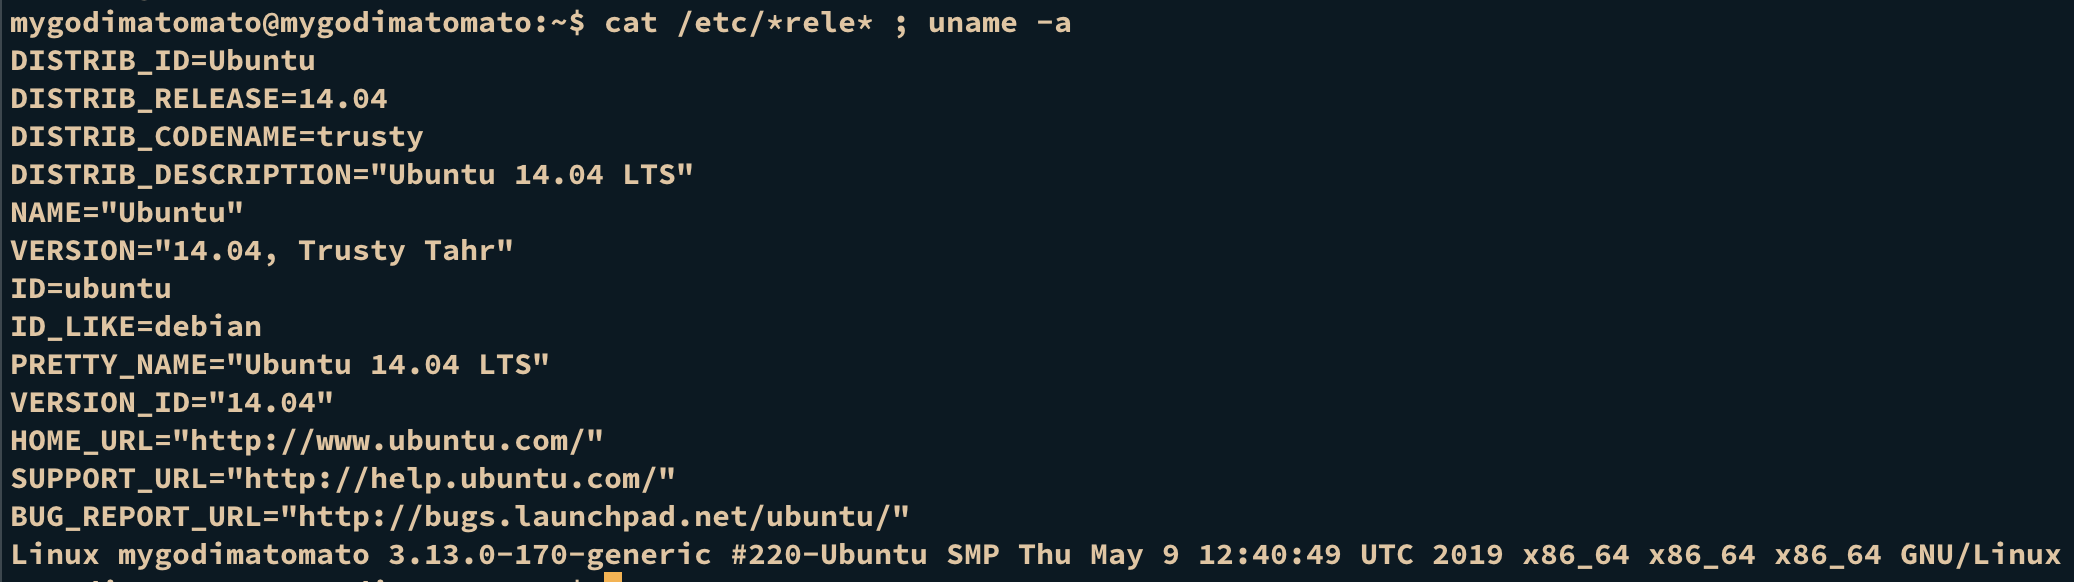 mygodimatomato@mygodimatomato:~$ cat /etc/*rele* ; uname -a
DISTRIB_ID=Ubuntu
DISTRIB_RELEASE=14.04
DISTRIB_CODENAME=trusty
DISTRIB_DESCRIPTION="Ubuntu 14.04 LTS"
NAME="Ubuntu"
VERSION="14.04, Trusty Tahr"
ID=ubuntu
ID_LIKE=debian
PRETTY_NAME="Ubuntu 14.04 LTS"
VERSION_ID="14.04"
HOME_URL="http://www.ubuntu.com/"
SUPPORT_URL="http://help.ubuntu.com/"
BUG_REPORT_URL="http://bugs.launchpad.net/ubuntu/"
Linux mygodimatomato 3.13.0-170-generic #220-Ubuntu SMP Thu May 9 12:40:49 UTC 2019 x86_64 x86_64 x86_64 GNU/Linux